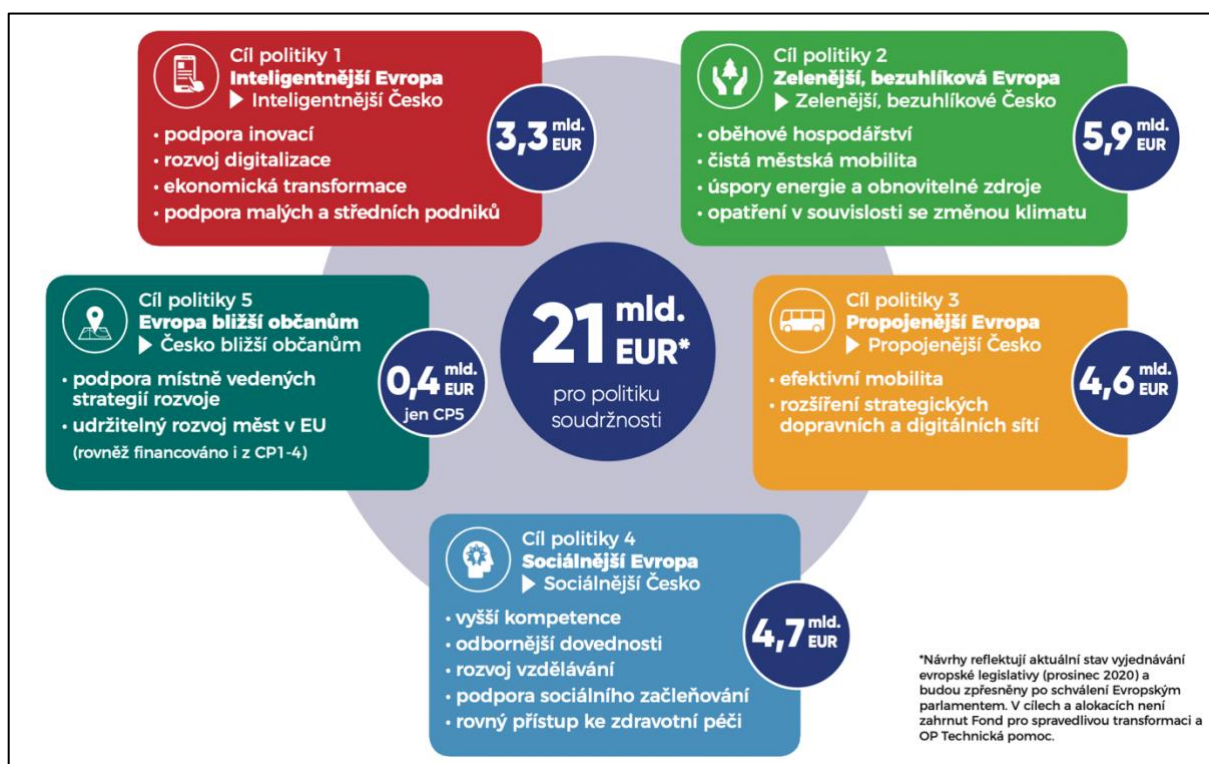 Cíl politiky 1
Inteligentnější Evropa
▶ Inteligentnější Česko
• podpora inovací
• rozvoj digitalizace
• ekonomická transformace
• podpora malých a středních podniků
3,3 mld. EUR
Cíl politiky 2
Zelenější, bezuhlíková Evropa
▶ Zelenější, bezuhlíkové Česko
• oběhové hospodářství
• čistá městská mobilita
• úspory energie a obnovitelné zdroje
• opatření v souvislosti se změnou klimatu
5,9 mld. EUR
Cíl politiky 5
Evropa bližší občanům
▶ Česko bližší občanům
• podpora místně vedených
strategií rozvoje
• udržitelný rozvoj měst v EU
(rovněž financováno i z CP1-4)
0,4 mld. EUR
jen CP5
21 mld. EUR*
pro politiku
soudržnosti
Cíl politiky 3
Propojenější Evropa
▶ Propojenější Česko
• efektivní mobilita
• rozšíření strategických
dopravních a digitálních sítí
4,6 mld. EUR
Cíl politiky 4
Sociálnější Evropa
▶ Sociálnější Česko
• vyšší kompetence
• odbornější dovednosti
• rozvoj vzdělávání
• podpora sociálního začleňování
• rovný přístup ke zdravotní péči
4,7 mld. EUR
*Návrhy reflektují aktuální stav vyjednávání
evropské legislativy (prosinec 2020) a
budou zpřesněny po schválení Evropským
parlamentem. V cílech a alokacích není
zahrnut Fond pro spravedlivou transformaci a
OP Technická pomoc.